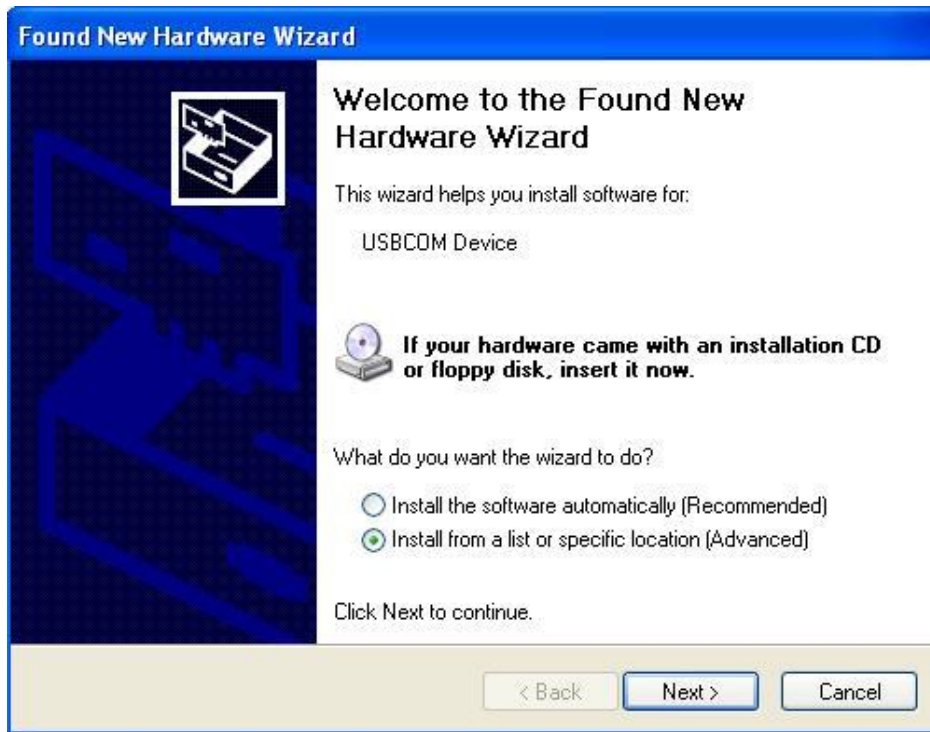 Found New Hardware Wizard
Welcome to the Found New
Hardware Wizard
This wizard helps you install software for:
USBCOM Device
If your hardware came with an installation CD
or floppy disk, insert it now.
What do you want the wizard to do?
Install the software automatically (Recommended)
Install from a list or specific location (Advanced)
Click Next to continue.
< Back
Next >
Cancel